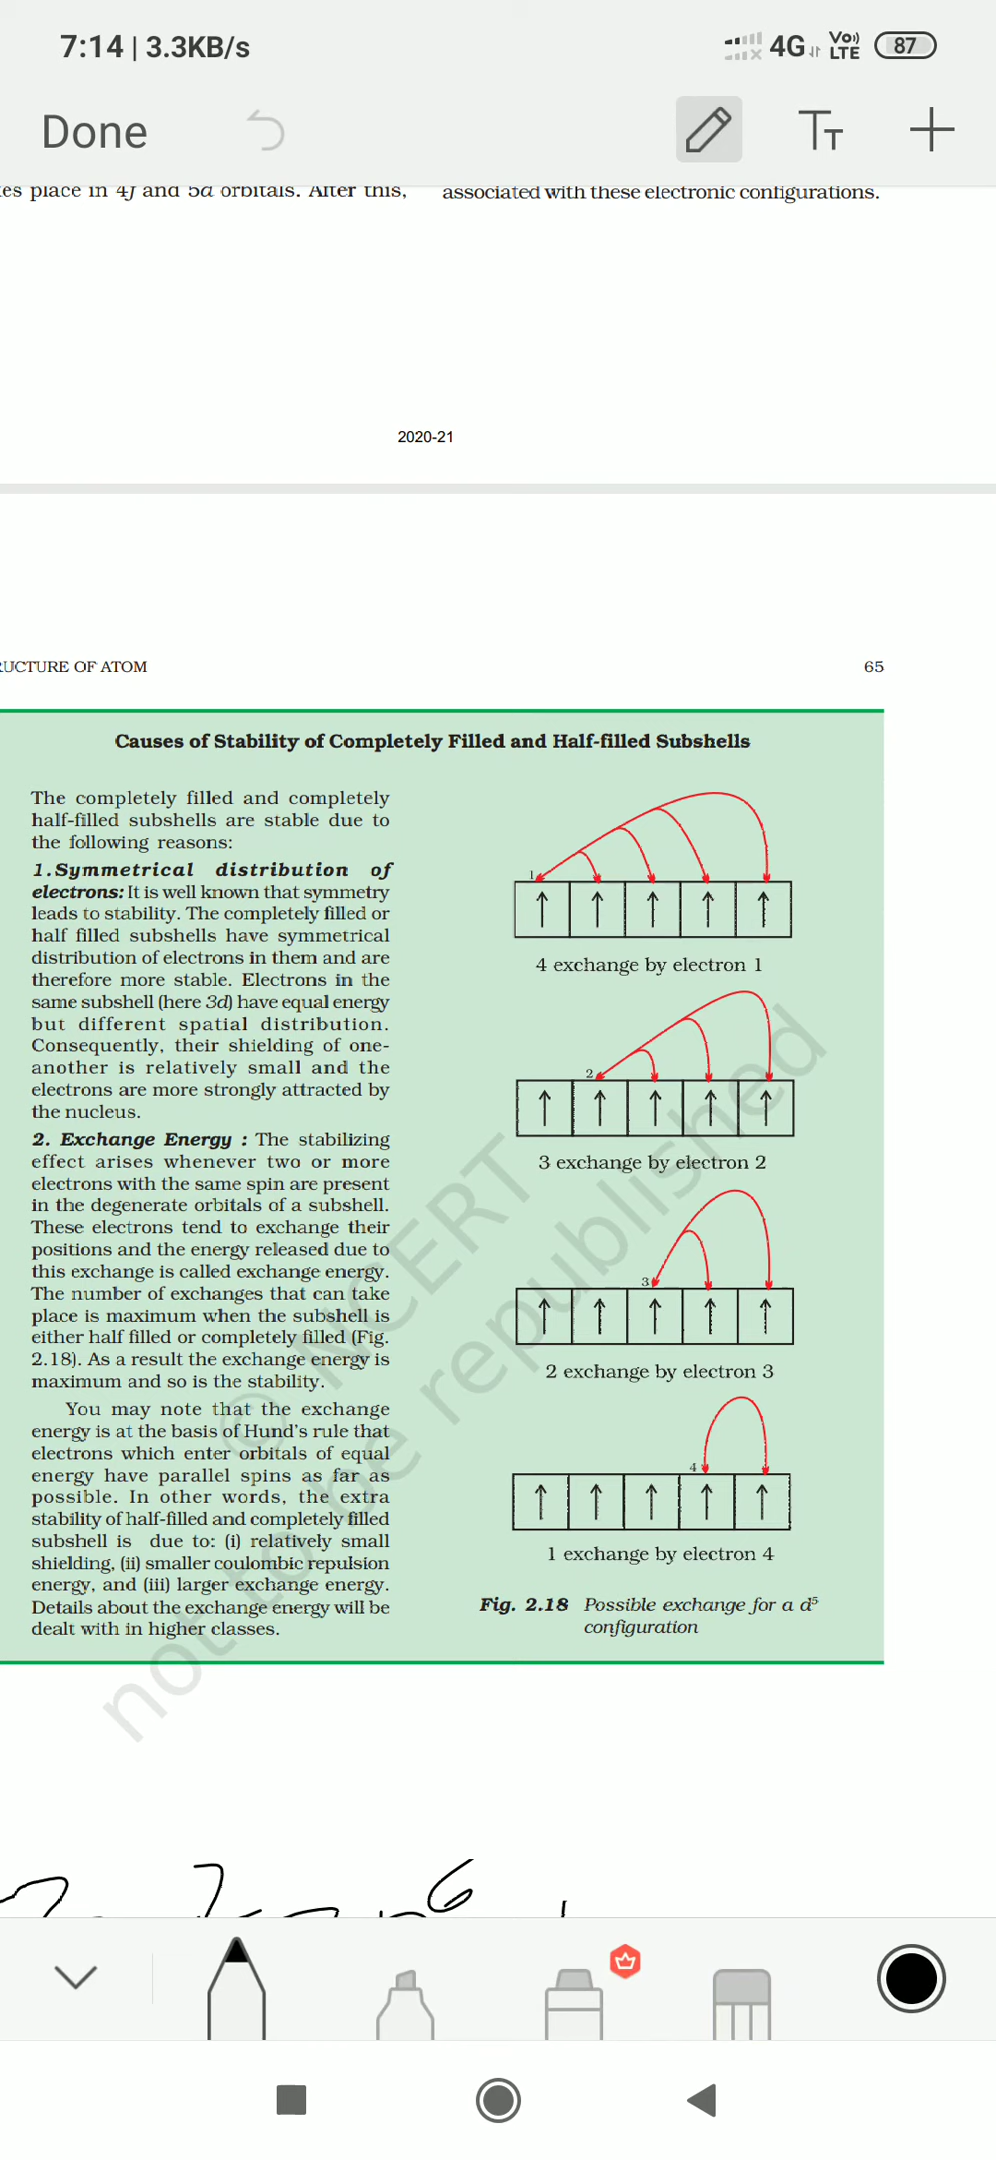 7:14 | 3.3KB/s
4G
Vo))
LTE
87
Done
TT
es place in 4f and 5d orbitals. After this,
associated with these electronic configurations.
2020-21
RUCTURE OF ATOM
65
Causes of Stability of Completely Filled and Half-filled Subshells
The completely filled and completely
half-filled subshells are stable due to
the following reasons:
1.Symmetrical distribution of
electrons: It is well known that symmetry
leads to stability. The completely filled or
half filled subshells have symmetrical
distribution of electrons in them and are
therefore more stable. Electrons in the
same subshell (here 3d) have equal energy
but different spatial distribution.
Consequently, their shielding of one-
another is relatively small and the
electrons are more strongly attracted by
the nucleus.
2. Exchange Energy : The stabilizing
effect arises whenever two or more
electrons with the same spin are present
in the degenerate orbitals of a subshell.
These electrons tend to exchange their
positions and the energy released due to
this exchange is called exchange energy.
The number of exchanges that can take
place is maximum when the subshell is
either half filled or completely filled (Fig.
2.18). As a result the exchange energy is
maximum and so is the stability.
You may note that the exchange
energy is at the basis of Hund's rule that
electrons which enter orbitals of equal
energy have parallel spins as far as
possible. In other words, the extra
stability of half-filled and completely filled
subshell is due to: (i) relatively small
shielding, (ii) smaller coulombic repulsion
energy, and (iii) larger exchange energy.
Details about the exchange energy will be
dealt with in higher classes.
1
4 exchange by electron 1
2
3 exchange by electron 2
3
2 exchange by electron 3
4
1 exchange by electron 4
Fig. 2.18 Possible exchange for a d⁵
configuration
© NCERT
not to be republished